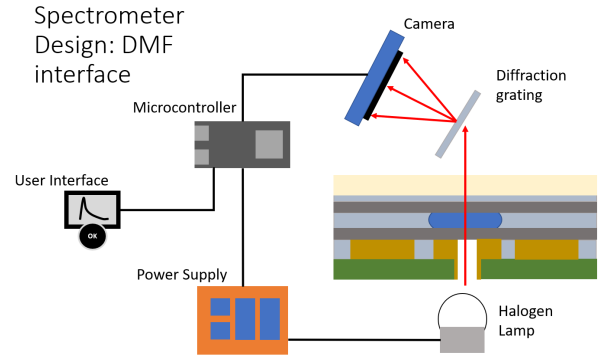 Spectrometer
Design: DMF
interface
Camera
Diffraction
grating
Microcontroller
User Interface
OK
Power Supply
Halogen
Lamp